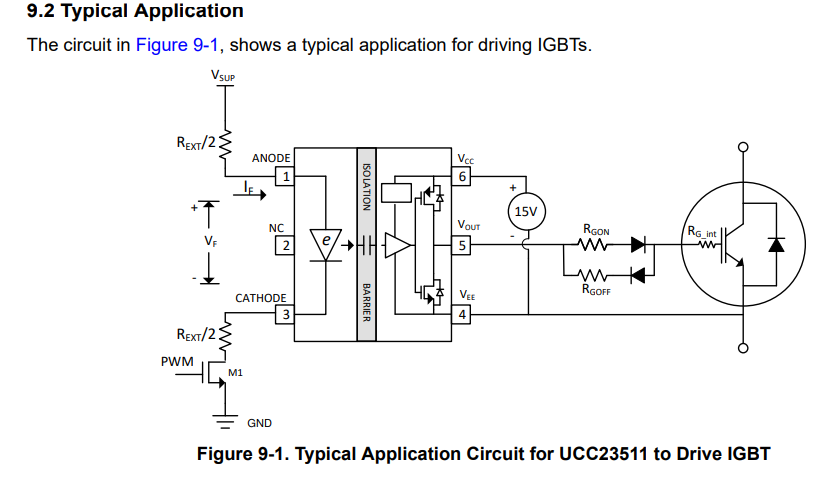 9.2 Typical Application
The circuit in Figure 9-1, shows a typical application for driving IGBTs.
VSUP
REXT/2
ANODE
1
IF
+
VF
-
NC
2
CATHODE
3
REXT/2
PWM
M1
GND
e
ISOLATION
BARRIER
VCC
6
VOUT
5
VEE
4
+
15V
-
RGON
RGOFF
RG_int
Figure 9-1. Typical Application Circuit for UCC23511 to Drive IGBT